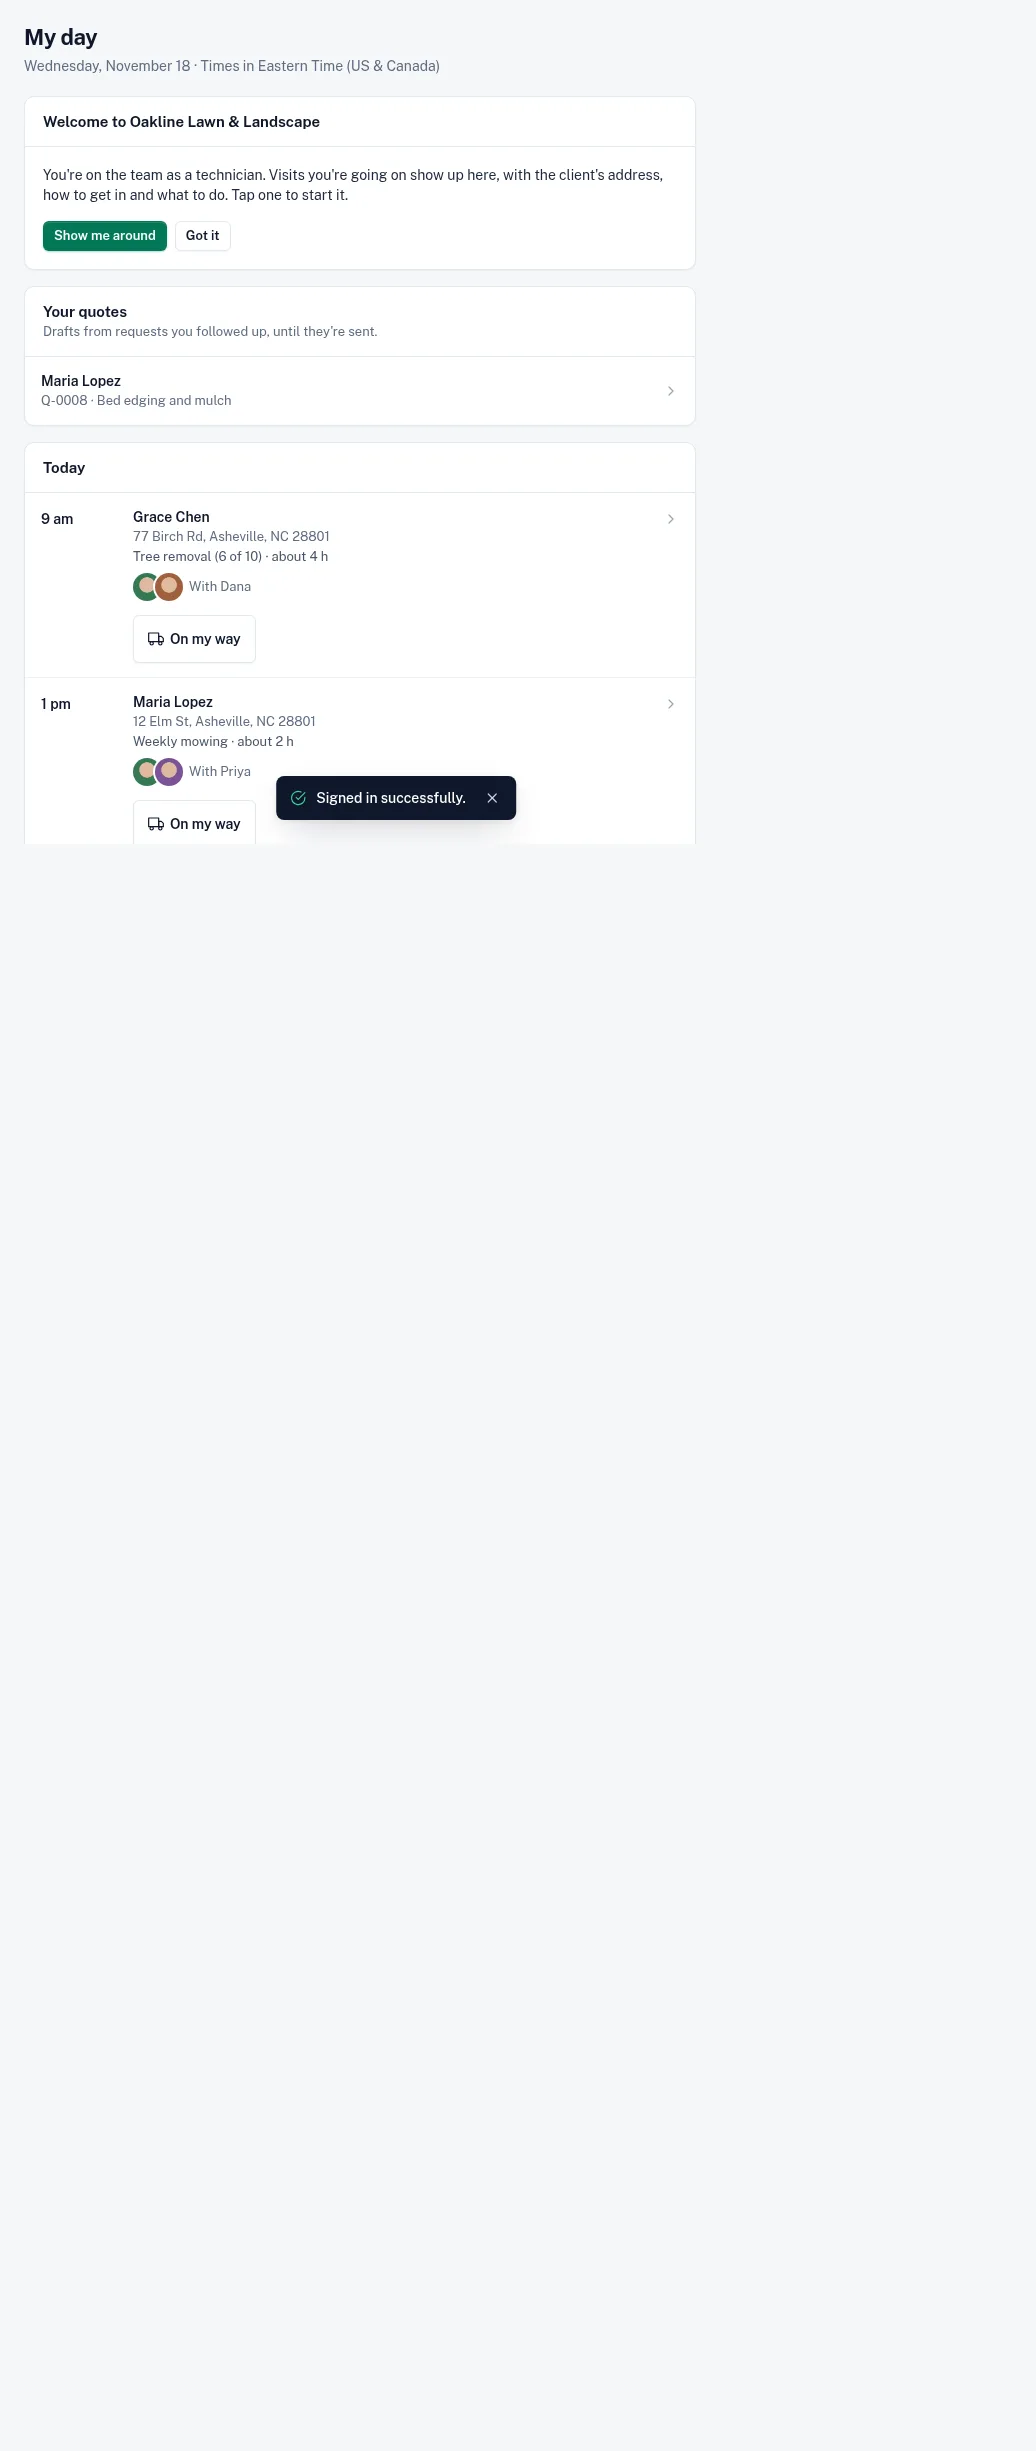 My day
Wednesday, November 18 · Times in Eastern Time (US & Canada)
Welcome to Oakline Lawn & Landscape
You're on the team as a technician. Visits you're going on show up here, with the client's address,
how to get in and what to do. Tap one to start it.
Show me around
Got it
Your quotes
Drafts from requests you followed up, until they're sent.
Maria Lopez
Q-0008 · Bed edging and mulch
Today
9 am
Grace Chen
77 Birch Rd, Asheville, NC 28801
Tree removal (6 of 10) · about 4 h
With Dana
On my way
1 pm
Maria Lopez
12 Elm St, Asheville, NC 28801
Weekly mowing · about 2 h
With Priya
Signed in successfully.
On my way